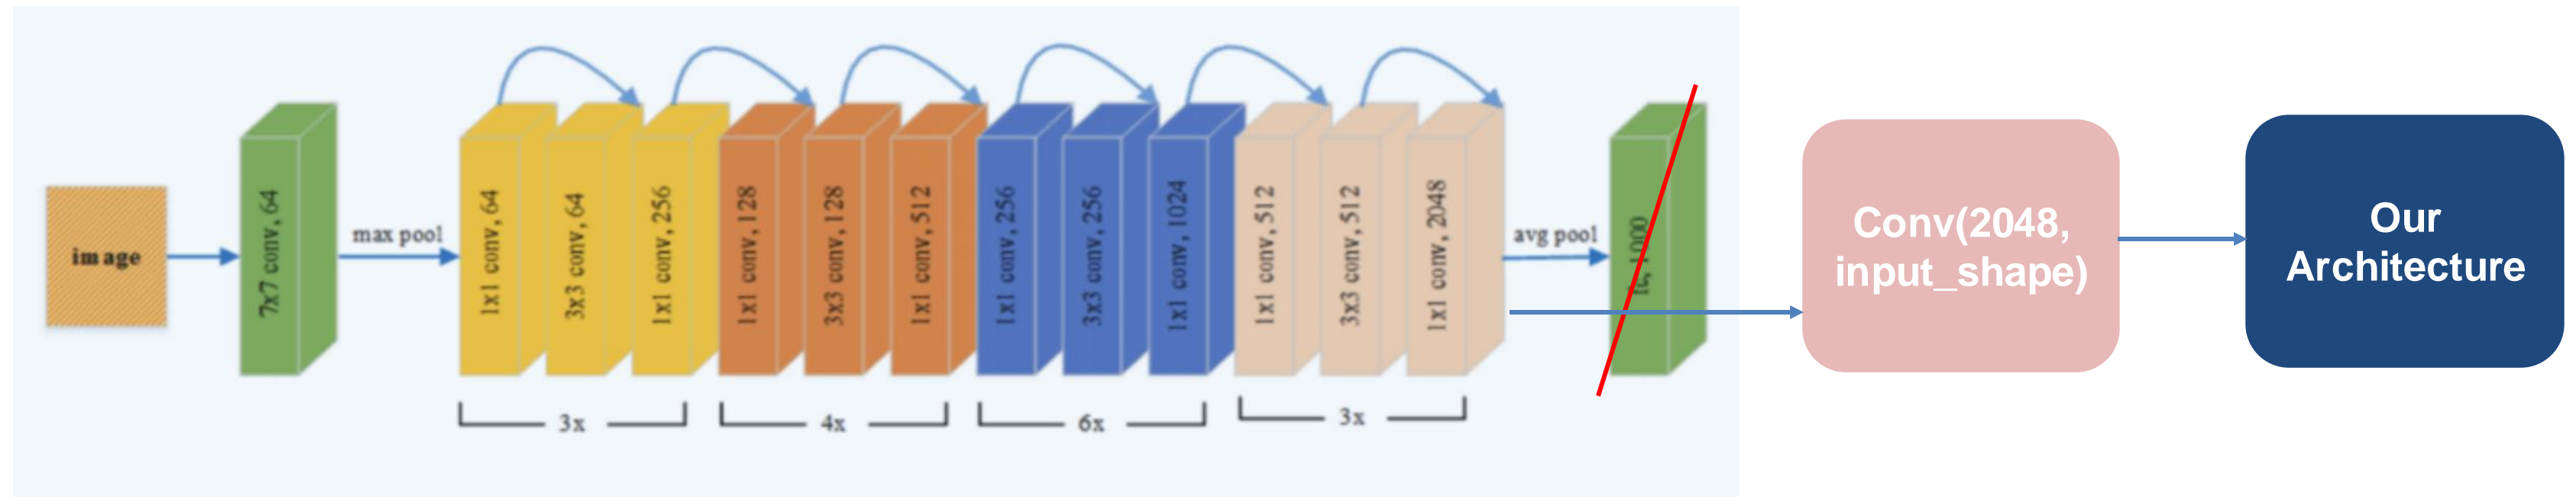 image
7x7 conv, 64
max pool
1x1 conv, 64
3x3 conv, 64
1x1 conv, 256
3x
1x1 conv, 128
3x3 conv, 128
1x1 conv, 512
4x
1x1 conv, 256
3x3 conv, 256
1x1 conv, 1024
6x
1x1 conv, 512
3x3 conv, 512
1x1 conv, 2048
3x
avg pool
fc, 1000
Conv(2048,
input_shape)
Our
Architecture